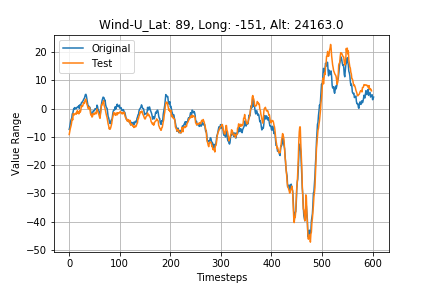 Wind-U_Lat: 89, Long: -151, Alt: 24163.0
Original
Test
20
10
0
−10
−20
−30
−40
−50
Value Range
0 100 200 300 400 500 600
Timesteps